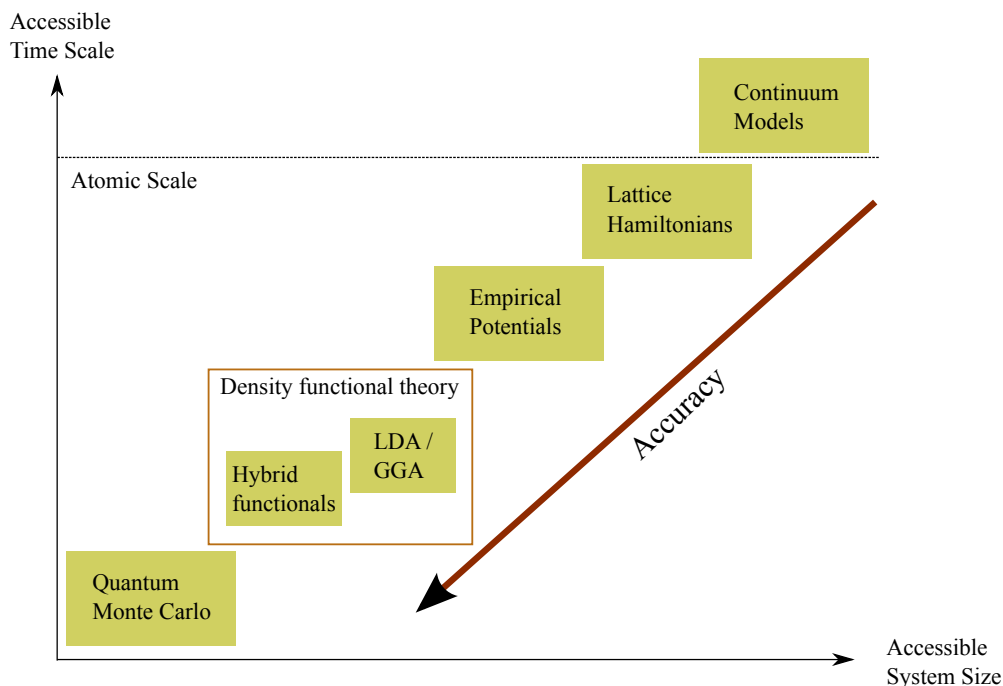 Accessible
Time Scale
Continuum
Models
Atomic Scale
Lattice
Hamiltonians
Empirical
Potentials
Density functional theory
LDA /
GGA
Hybrid
functionals
Accuracy
Quantum
Monte Carlo
Accessible
System Size